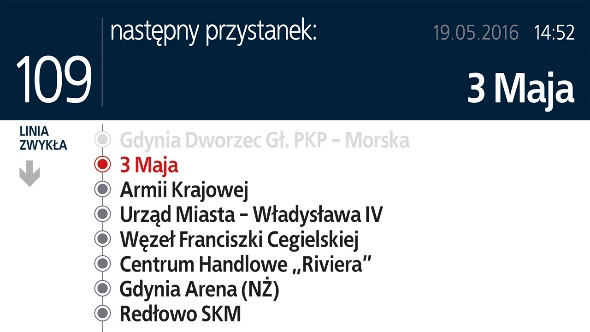 następny przystanek:
19.05.2016 14:52
109
3 Maja
LINIA
ZWYKŁA
Gdynia Dworzec Gł. PKP – Morska
3 Maja
Armii Krajowej
Urząd Miasta – Władysława IV
Węzeł Franciszki Cegielskiej
Centrum Handlowe „Riviera”
Gdynia Arena (NŻ)
Redłowo SKM